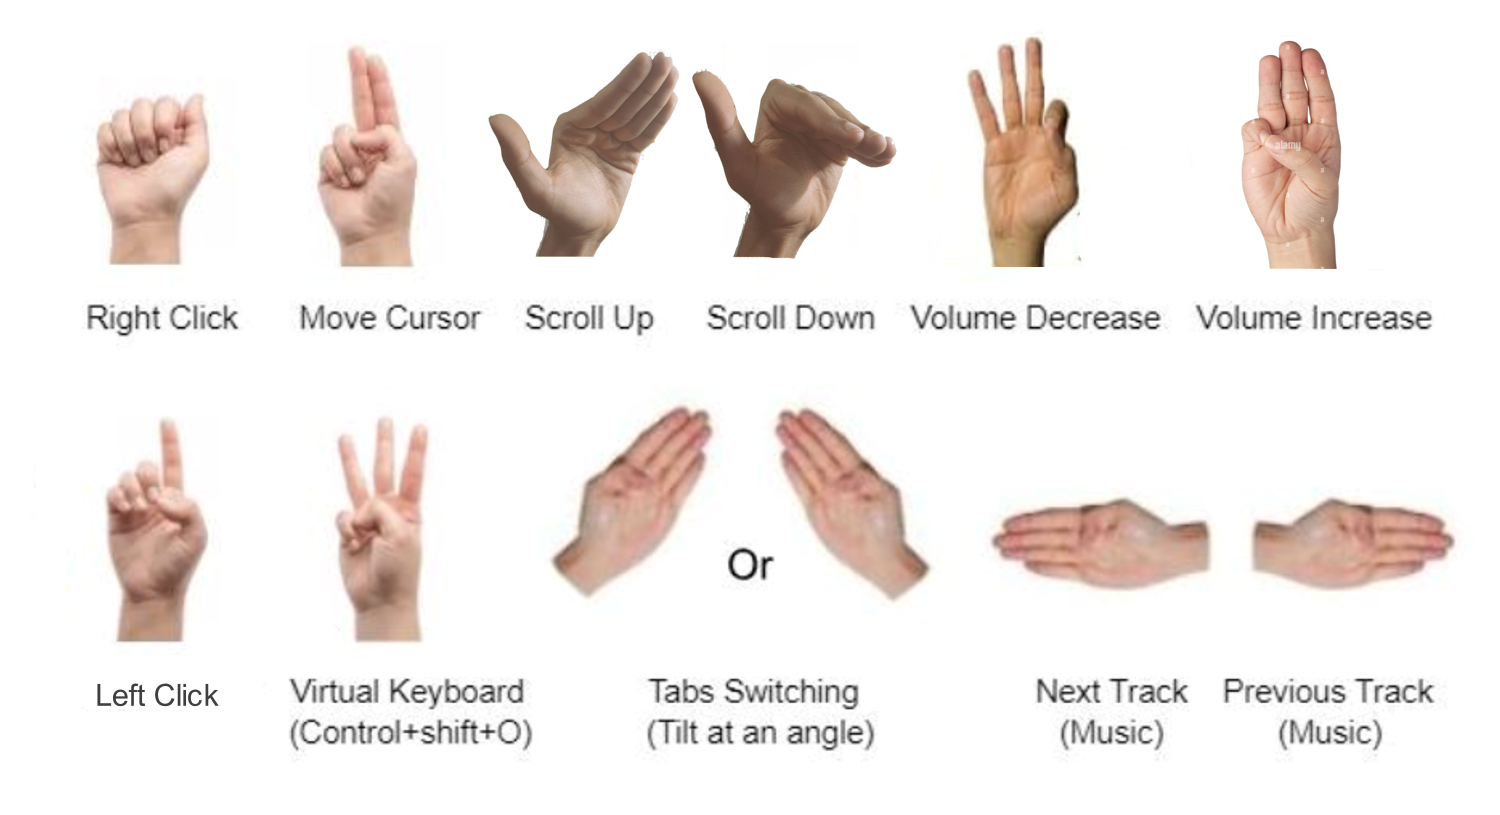 alamy
Right Click
Move Cursor
Scroll Up
Scroll Down
Volume Decrease
Volume Increase
Or
Left Click
Virtual Keyboard
(Control+shift+O)
Tabs Switching
(Tilt at an angle)
Next Track
(Music)
Previous Track
(Music)